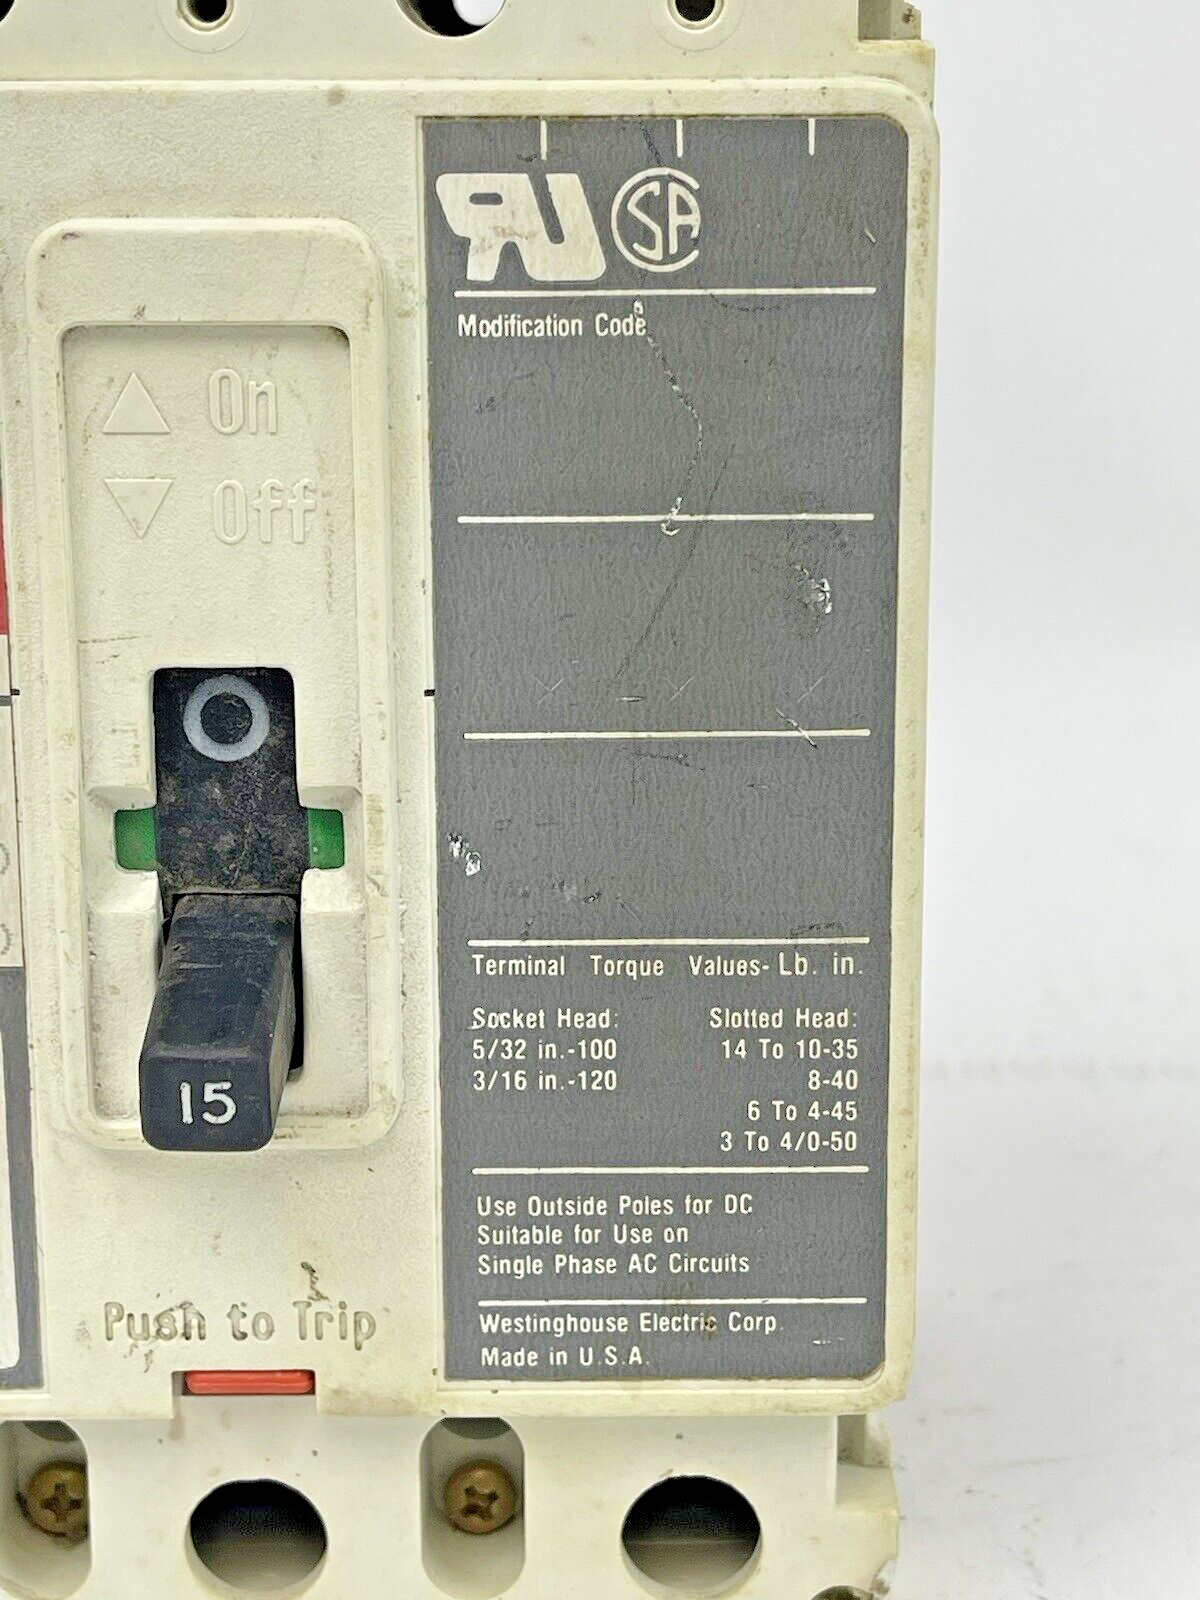 RU
CSA
Modification Code
On
Off
O
15
Terminal Torque Values- Lb. in.
Socket Head: Slotted Head:
5/32 in.-100 14 To 10-35
3/16 in.-120 8-40
6 To 4-45
3 To 4/0-50
Use Outside Poles for DC
Suitable for Use on
Single Phase AC Circuits
Westinghouse Electric Corp.
Made in U.S.A.
Push to Trip